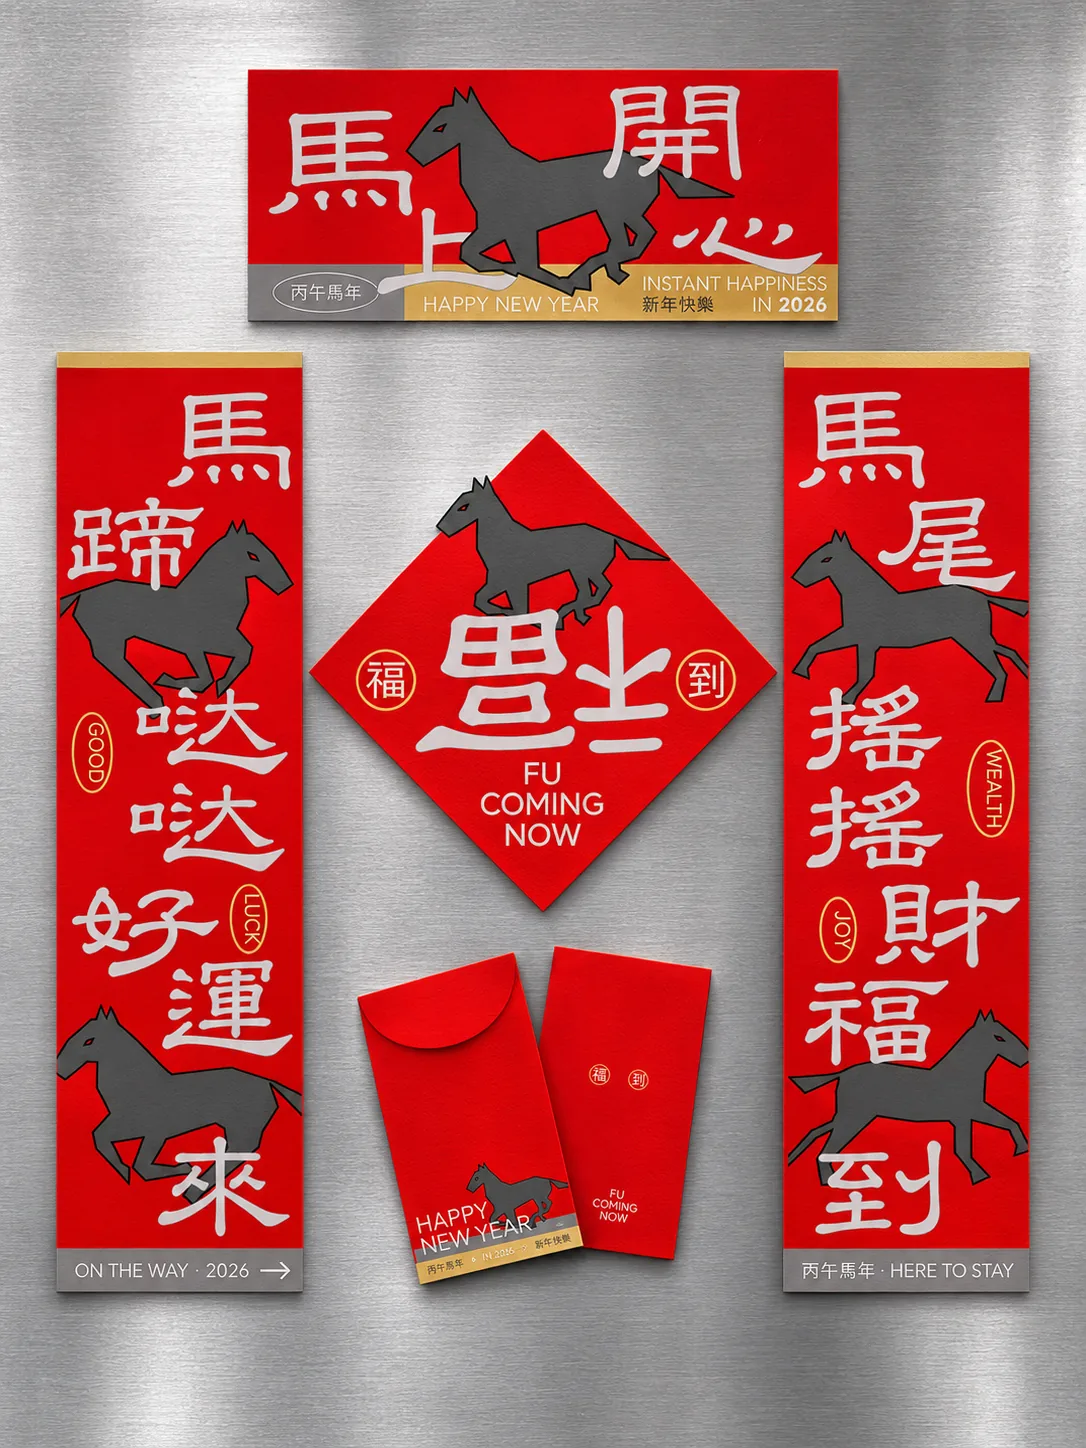 馬上開心
丙午馬年
HAPPY NEW YEAR
INSTANT HAPPINESS
新年快樂 IN 2026
馬蹄哒哒好運來
GOOD
LUCK
ON THE WAY · 2026 →
福
福
到
FU
COMING
NOW
馬尾搖搖財福到
WEALTH
JOY
丙午馬年 · HERE TO STAY
HAPPY
NEW YEAR
丙午馬年
新年快樂
福 到
FU
COMING
NOW